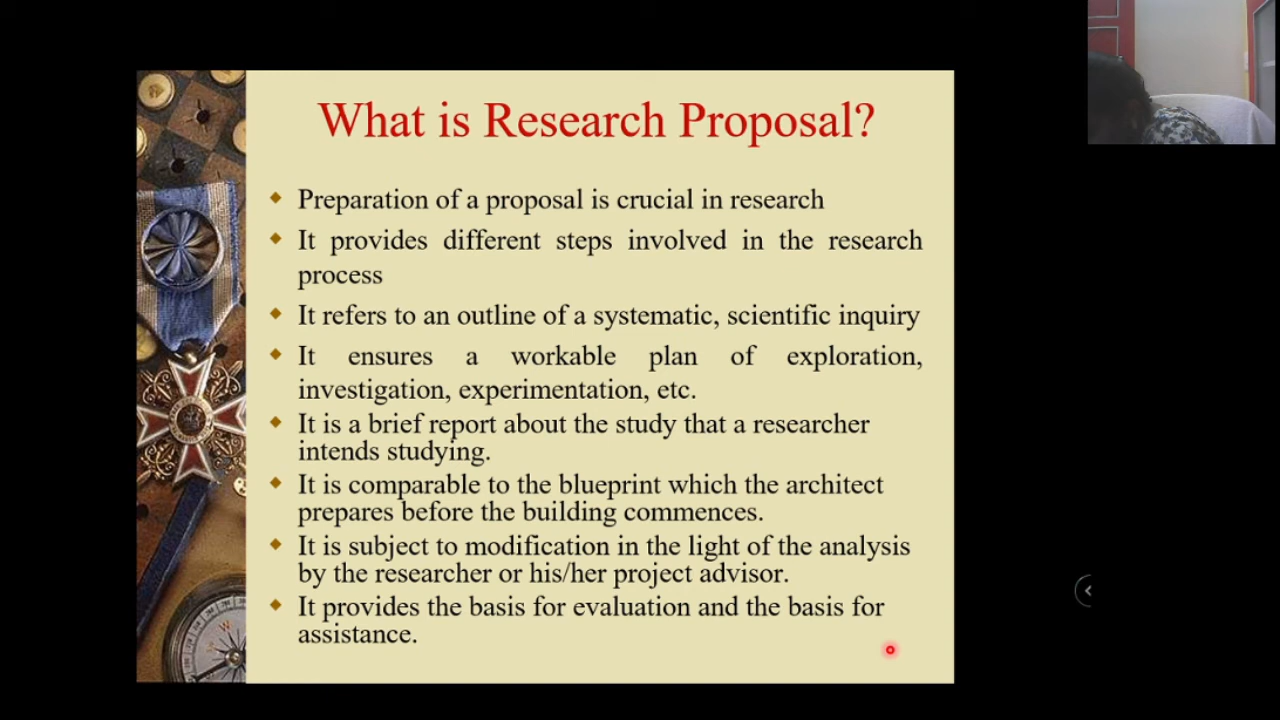 What is Research Proposal?
Preparation of a proposal is crucial in research
It provides different steps involved in the research
process
It refers to an outline of a systematic, scientific inquiry
It ensures a workable plan of exploration,
investigation, experimentation, etc.
It is a brief report about the study that a researcher
intends studying.
It is comparable to the blueprint which the architect
prepares before the building commences.
It is subject to modification in the light of the analysis
by the researcher or his/her project advisor.
It provides the basis for evaluation and the basis for
assistance.